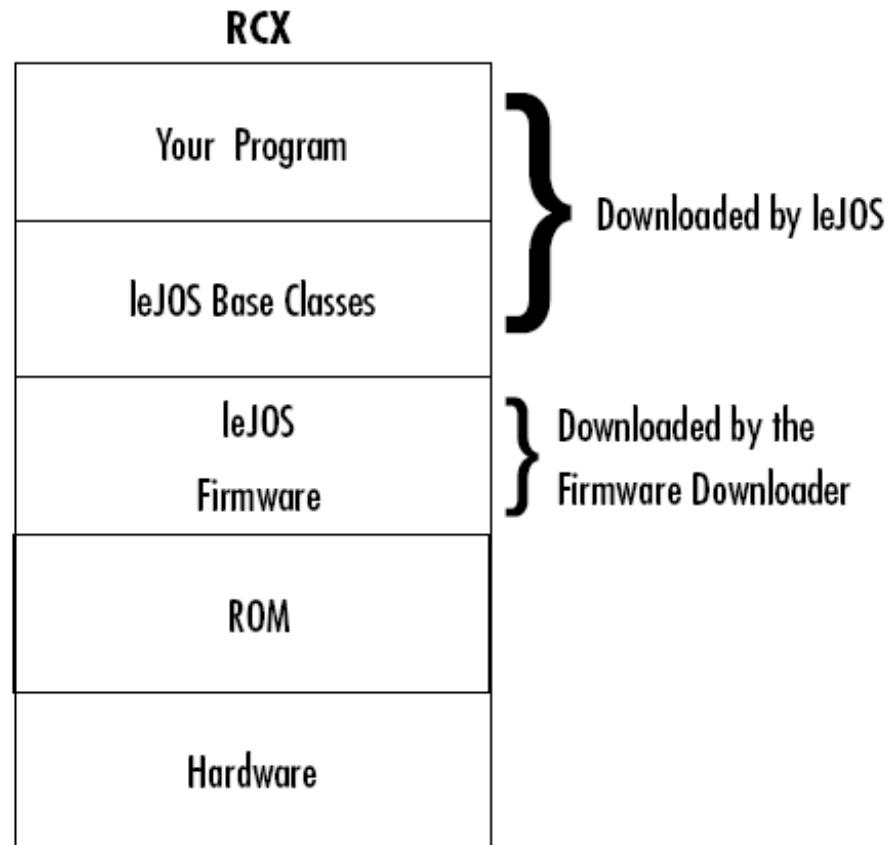 RCX
Your Program
leJOS Base Classes
Downloaded by leJOS
leJOS
Firmware
Downloaded by the
Firmware Downloader
ROM
Hardware